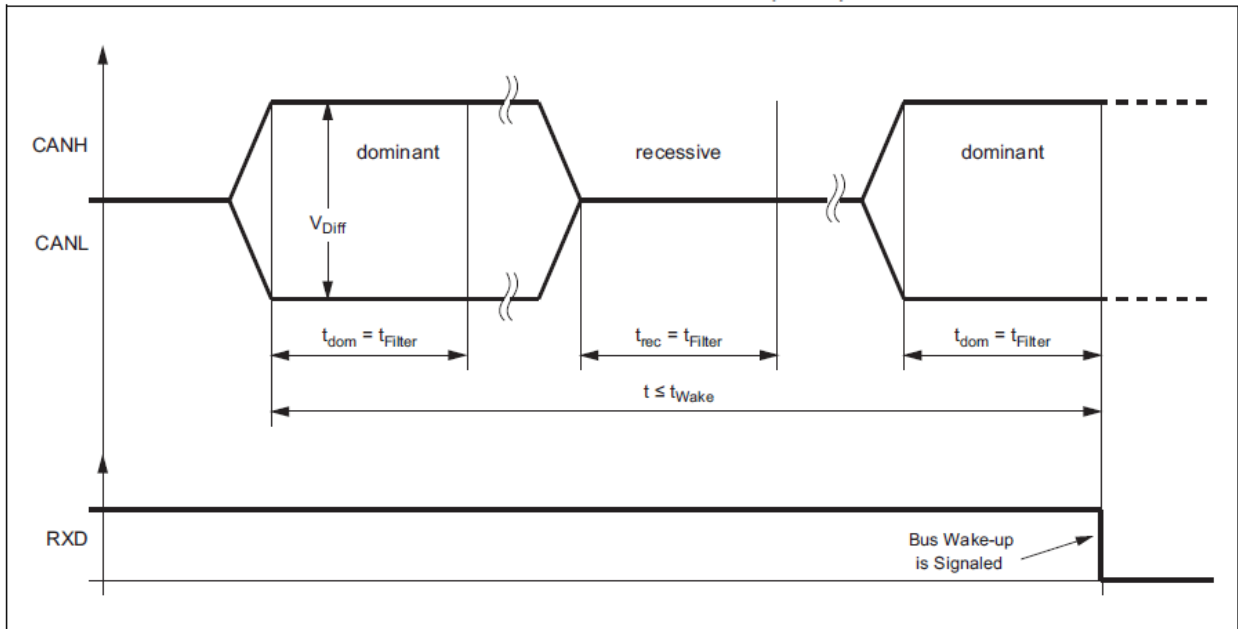 CANH
dominant
recessive
dominant
VDiff
CANL
tdom = tFilter
trec = tFilter
tdom = tFilter
t ≤ tWake
RXD
Bus Wake-up
is Signaled